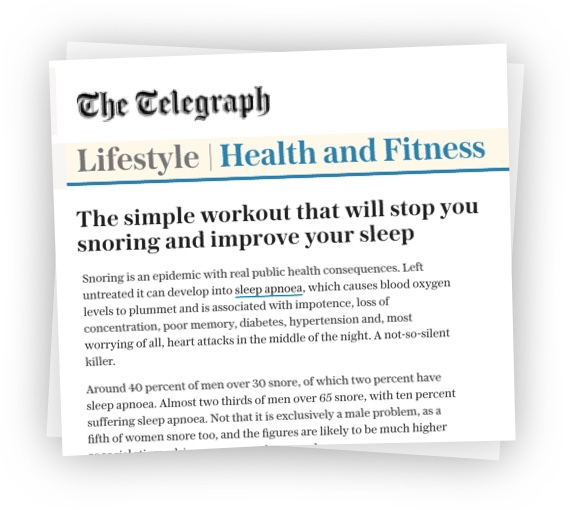 The Telegraph
Lifestyle | Health and Fitness
The simple workout that will stop you
snoring and improve your sleep
Snoring is an epidemic with real public health consequences. Left
untreated it can develop into sleep apnoea, which causes blood oxygen
levels to plummet and is associated with impotence, loss of
concentration, poor memory, diabetes, hypertension and, most
worrying of all, heart attacks in the middle of the night. A not-so-silent
killer.
Around 40 percent of men over 30 snore, of which two percent have
sleep apnoea. Almost two thirds of men over 65 snore, with ten percent
suffering sleep apnoea. Not that it is exclusively a male problem, as a
fifth of women snore too, and the figures are likely to be much higher